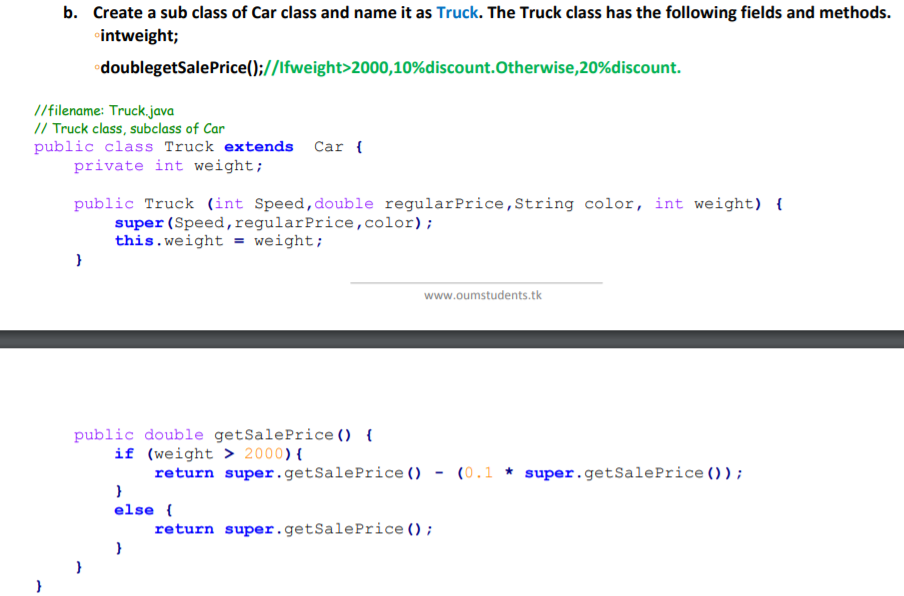 b. Create a sub class of Car class and name it as Truck. The Truck class has the following fields and methods.
◦intweight;
◦doublegetSalePrice();//Ifweight>2000,10%discount.Otherwise,20%discount.
//filename: Truck.java
// Truck class, subclass of Car
public class Truck extends Car {
private int weight;
public Truck (int Speed,double regularPrice,String color, int weight) {
super(Speed,regularPrice,color);
this.weight = weight;
}
www.oumstudents.tk
public double getSalePrice() {
if (weight > 2000){
return super.getSalePrice() - (0.1 * super.getSalePrice());
}
else {
return super.getSalePrice();
}
}
}